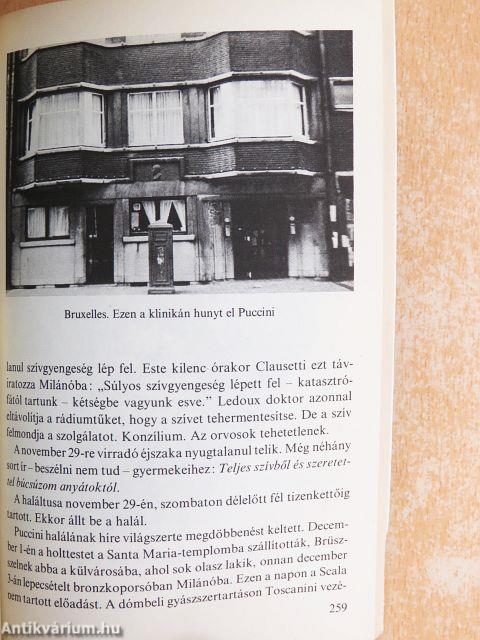 Bruxelles. Ezen a klinikán hunyt el Puccini
lanul szívgyengeség lép fel. Este kilenc órakor Clausetti ezt táv-
iratozza Milánóba: „Súlyos szívgyengeség lépett fel – katasztró-
fától tartunk – kétségbe vagyunk esve.” Ledoux doktor azonnal
eltávolítja a rádiumtűket, hogy a szívet tehermentesítse. De a szív
felmondja a szolgálatot. Konzílium. Az orvosok tehetetlenek.
A november 29-re virradó éjszaka nyugtalanul telik. Még néhány
sort ír – beszélni nem tud – gyermekeihez: Teljes szívből és szeretet-
tel búcsúzom anyátoktól.
A haláltusa november 29-én, szombaton délelőtt fél tizenkettőig
tartott. Ekkor állt be a halál.
Puccini halálának híre világszerte megdöbbenést keltett. Decem-
ber 1-én a holttestet a Santa Maria-templomba szállították, Brüsz-
szelnek abba a külvárosába, ahol sok olasz lakik, onnan december
3-án lepecsételt bronzkoporsóban Milánóba. Ezen a napon a Scala
nem tartott előadást. A dómbeli gyászszertartáson Toscanini vezé-
259
Antikvárium.hu